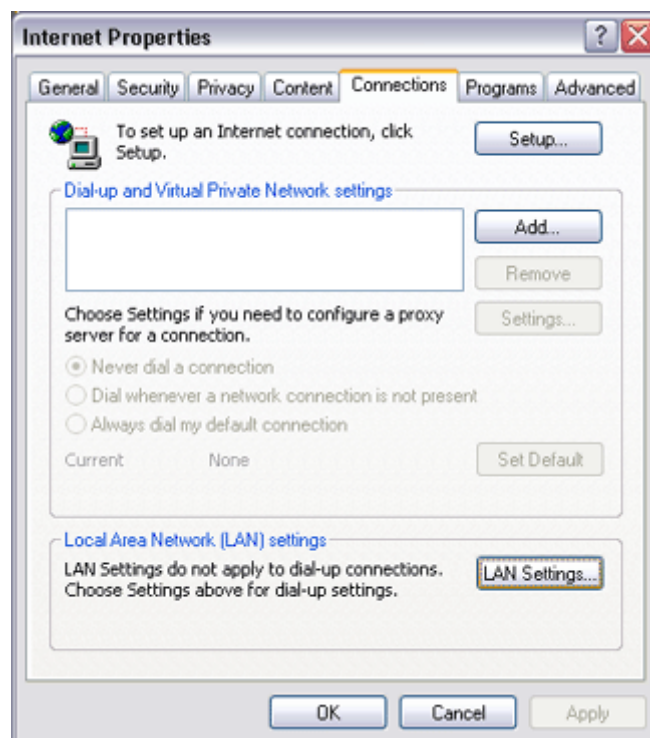 Internet Properties
General Security Privacy Content Connections Programs Advanced
To set up an Internet connection, click
Setup.
Setup...
Dial-up and Virtual Private Network settings
Add...
Remove
Choose Settings if you need to configure a proxy
server for a connection.
Settings...
Never dial a connection
Dial whenever a network connection is not present
Always dial my default connection
Current None
Set Default
Local Area Network (LAN) settings
LAN Settings do not apply to dial-up connections.
Choose Settings above for dial-up settings.
LAN Settings...
OK Cancel Apply